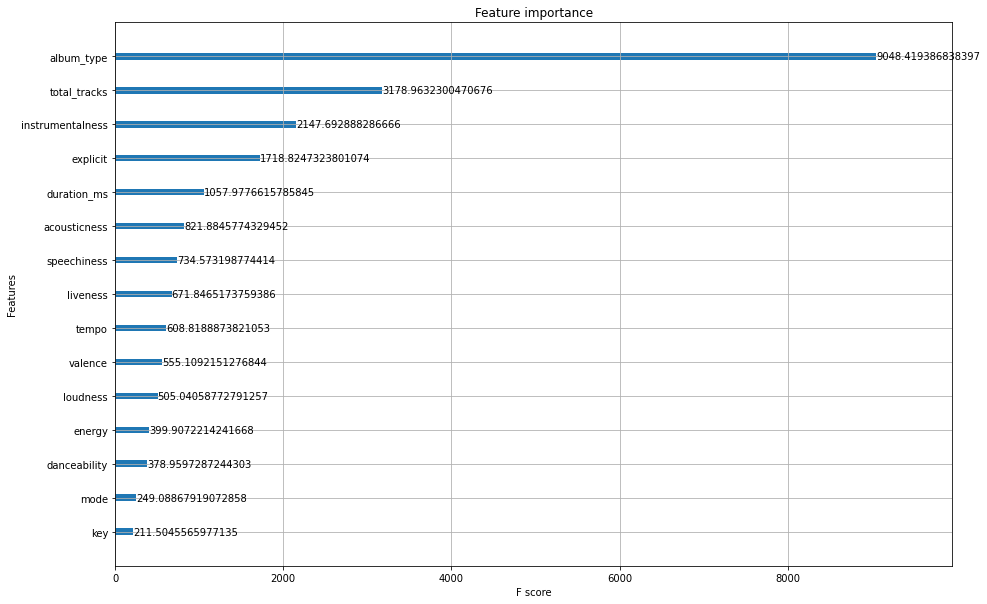 Feature importance
album_type 9048.419386838397
total_tracks 3178.9632300470676
instrumentalness 2147.692888286666
explicit 1718.8247323801074
duration_ms 1057.9776615785845
acousticness 821.8845774329452
speechiness 734.573198774414
liveness 671.8465173759386
tempo 608.8188873821053
valence 555.1092151276844
loudness 505.04058772791257
energy 399.9072214241668
danceability 378.9597287244303
mode 249.08867919072858
key 211.5045565977135
0 2000 4000 6000 8000
F score
Features